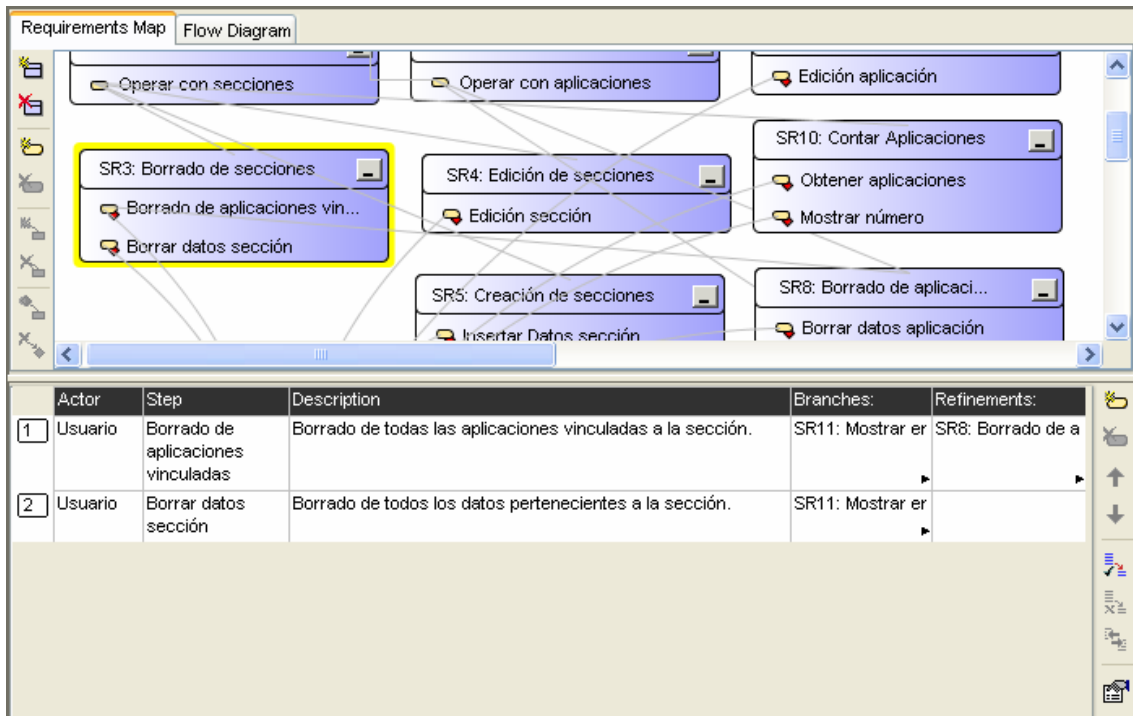 Requirements Map
Flow Diagram
Operar con secciones
Operar con aplicaciones
Edición aplicación
SR3: Borrado de secciones
Borrado de aplicaciones vin...
Borrar datos sección
SR4: Edición de secciones
Edición sección
SR10: Contar Aplicaciones
Obtener aplicaciones
Mostrar número
SR5: Creación de secciones
Insertar Datos sección
SR8: Borrado de aplicaci...
Borrar datos aplicación
Actor Step Description Branches: Refinements:
1 Usuario Borrado de Borrado de todas las aplicaciones vinculadas a la sección. SR11: Mostrar er SR8: Borrado de a
aplicaciones
vinculadas
2 Usuario Borrar datos Borrado de todos los datos pertenecientes a la sección. SR11: Mostrar er
sección